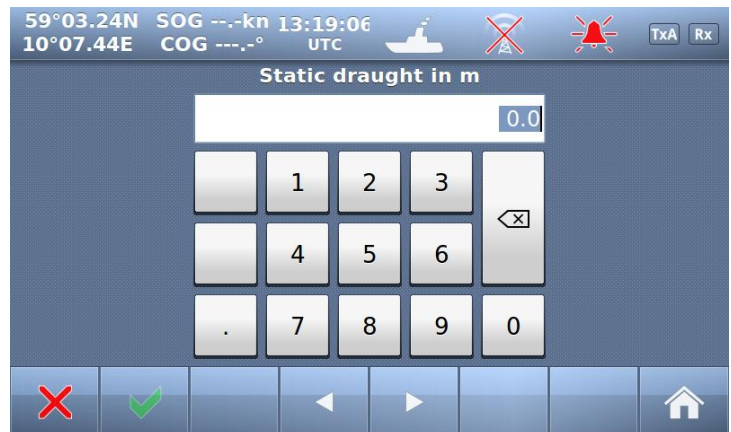 59°03.24N SOG --.-kn 13:19:06
10°07.44E COG ---.-° UTC
TxA Rx
Static draught in m
0.0
1 2 3
4 5 6
. 7 8 9 0